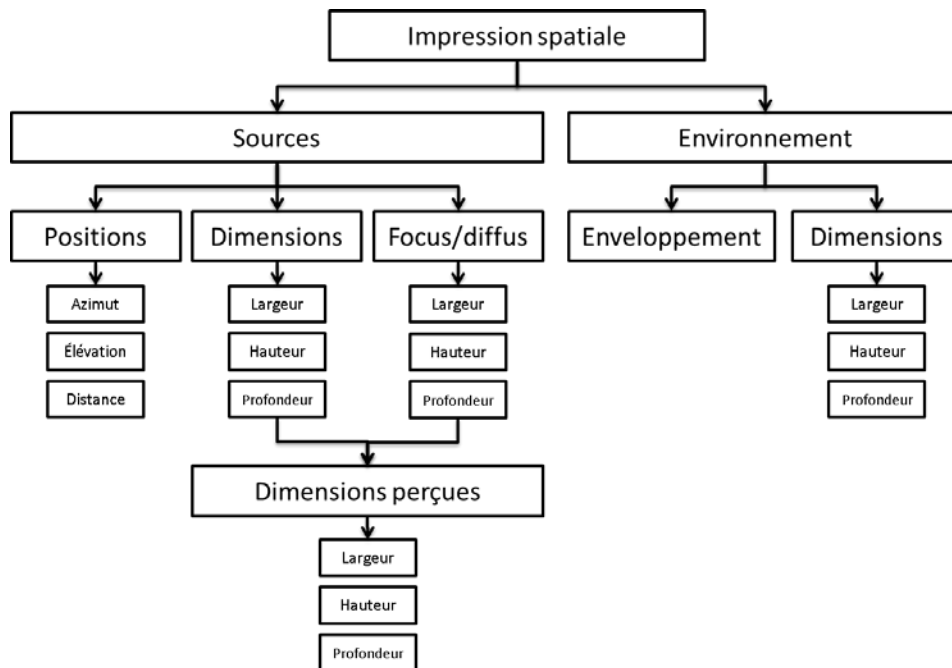 Impression spatiale
Sources
Environnement
Positions
Dimensions
Focus/diffus
Enveloppement
Dimensions
Azimut
Largeur
Largeur
Largeur
Élévation
Hauteur
Hauteur
Hauteur
Distance
Profondeur
Profondeur
Profondeur
Dimensions perçues
Largeur
Hauteur
Profondeur